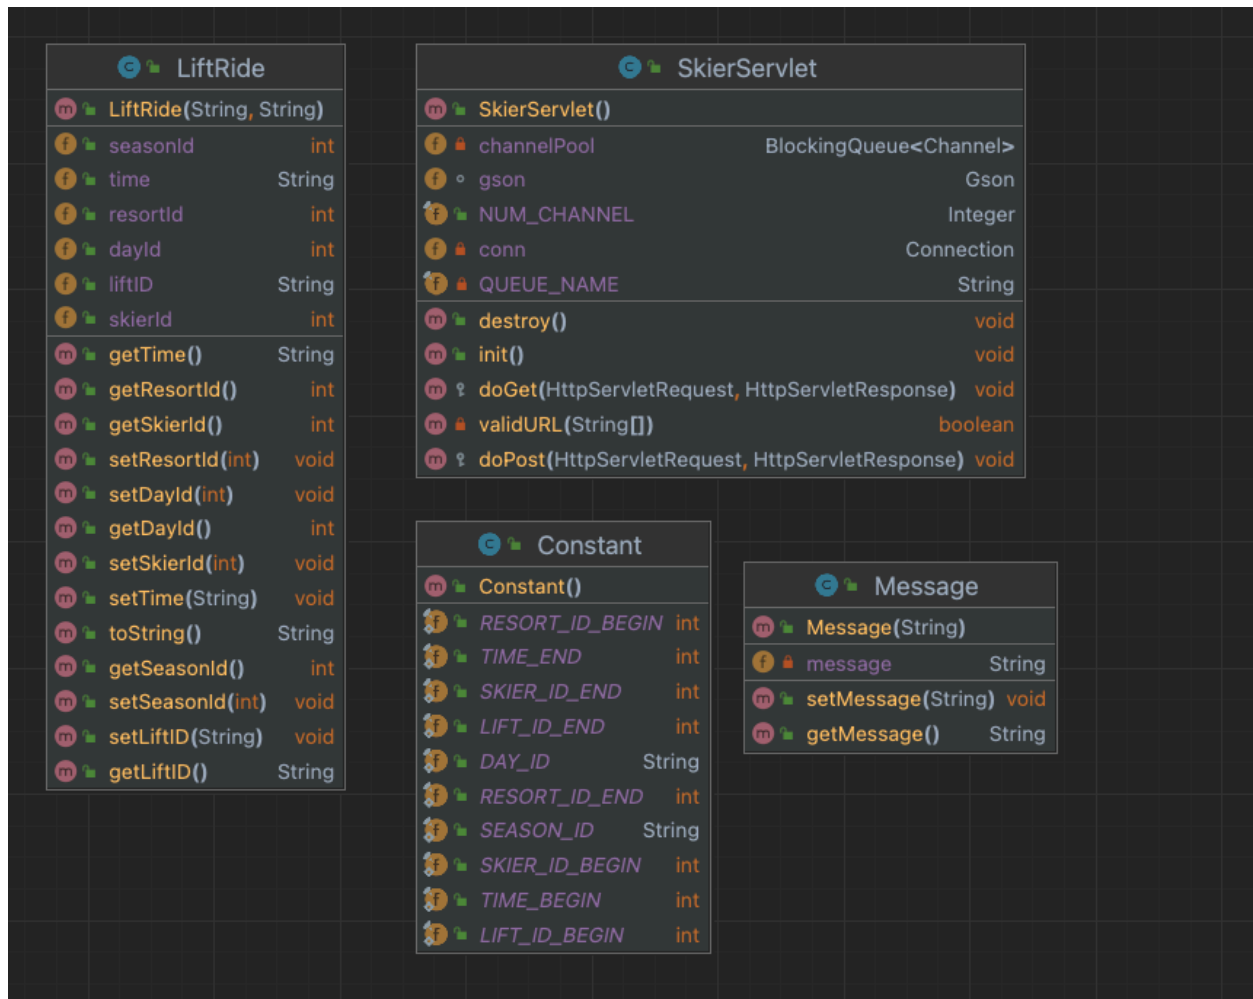 LiftRide
LiftRide(String, String)
seasonId int
time String
resortId int
dayId int
liftID String
skierId int
getTime() String
getResortId() int
getSkierId() int
setResortId(int) void
setDayId(int) void
getDayId() int
setSkierId(int) void
setTime(String) void
toString() String
getSeasonId() int
setSeasonId(int) void
setLiftID(String) void
getLiftID() String
SkierServlet
SkierServlet()
channelPool BlockingQueue<Channel>
gson Gson
NUM_CHANNEL Integer
conn Connection
QUEUE_NAME String
destroy() void
init() void
doGet(HttpServletRequest, HttpServletResponse) void
validURL(String[]) boolean
doPost(HttpServletRequest, HttpServletResponse) void
Constant
Constant()
RESORT_ID_BEGIN int
TIME_END int
SKIER_ID_END int
LIFT_ID_END int
DAY_ID String
RESORT_ID_END int
SEASON_ID String
SKIER_ID_BEGIN int
TIME_BEGIN int
LIFT_ID_BEGIN int
Message
Message(String)
message String
setMessage(String) void
getMessage() String